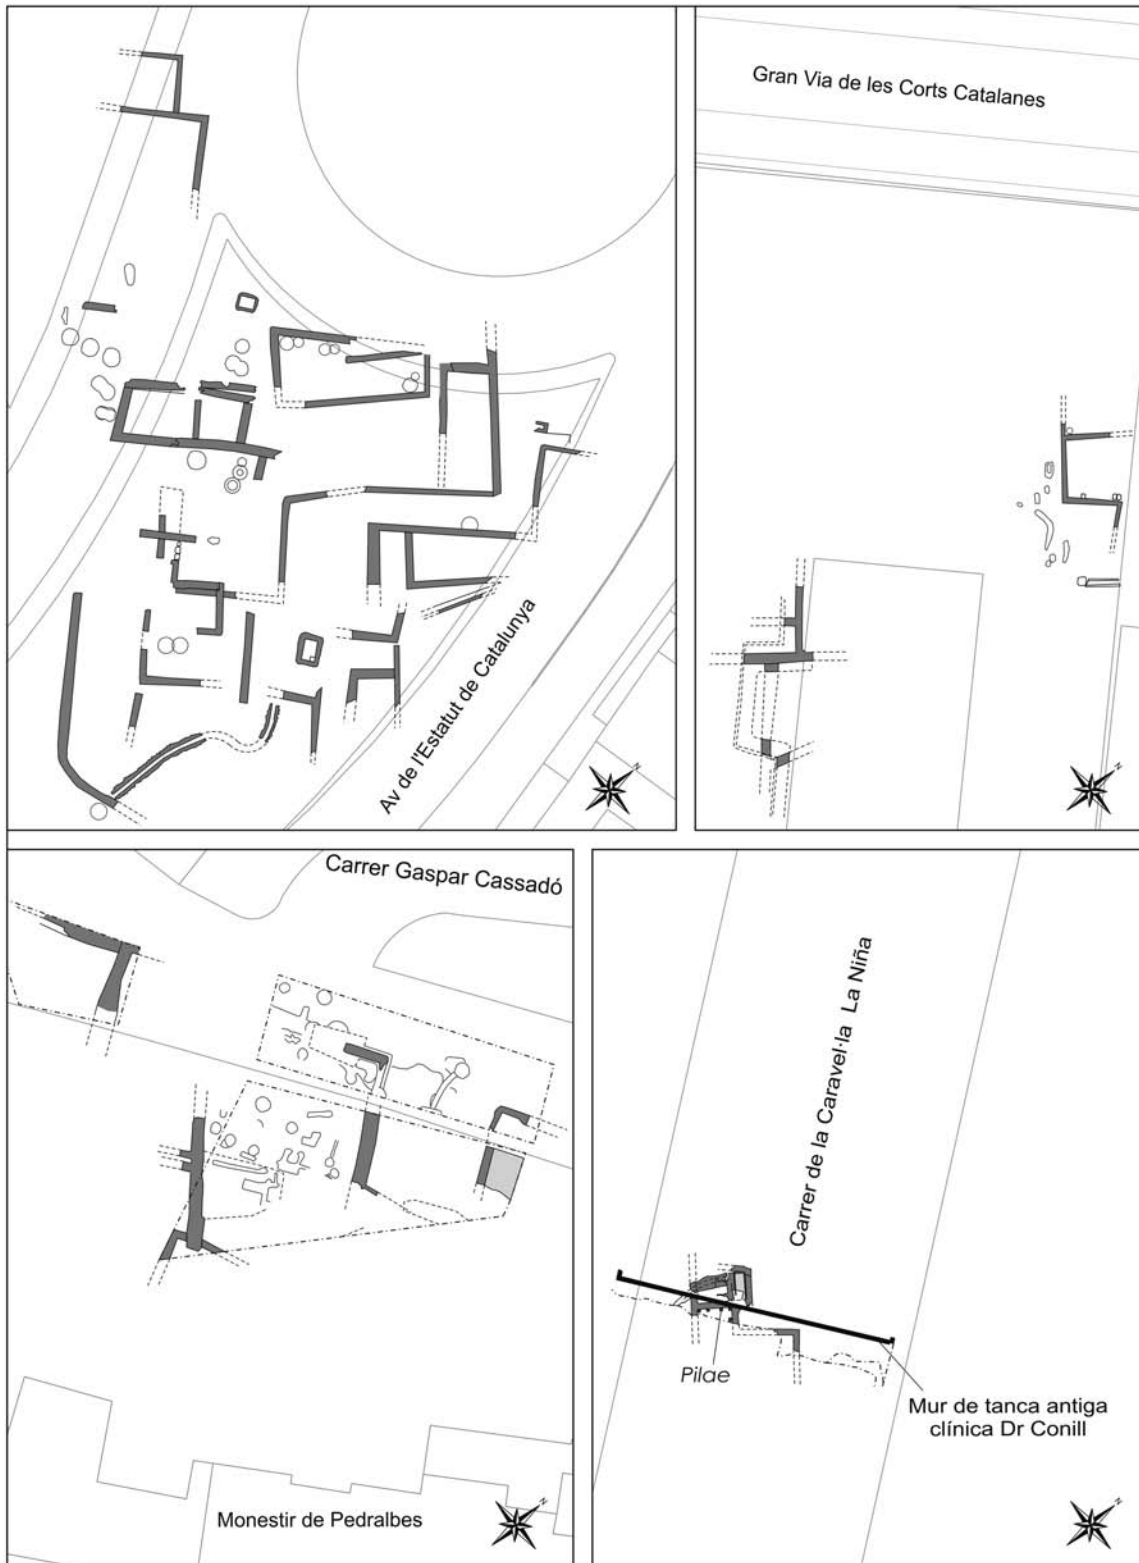 Gran Via de les Corts Catalanes
Av de l'Estatut de Catalunya
N
N
Carrer Gaspar Cassadó
Monestir de Pedralbes
N
Carrer de la Caravel·la La Niña
Pilae
Mur de tanca antiga
clínica Dr Conill
N